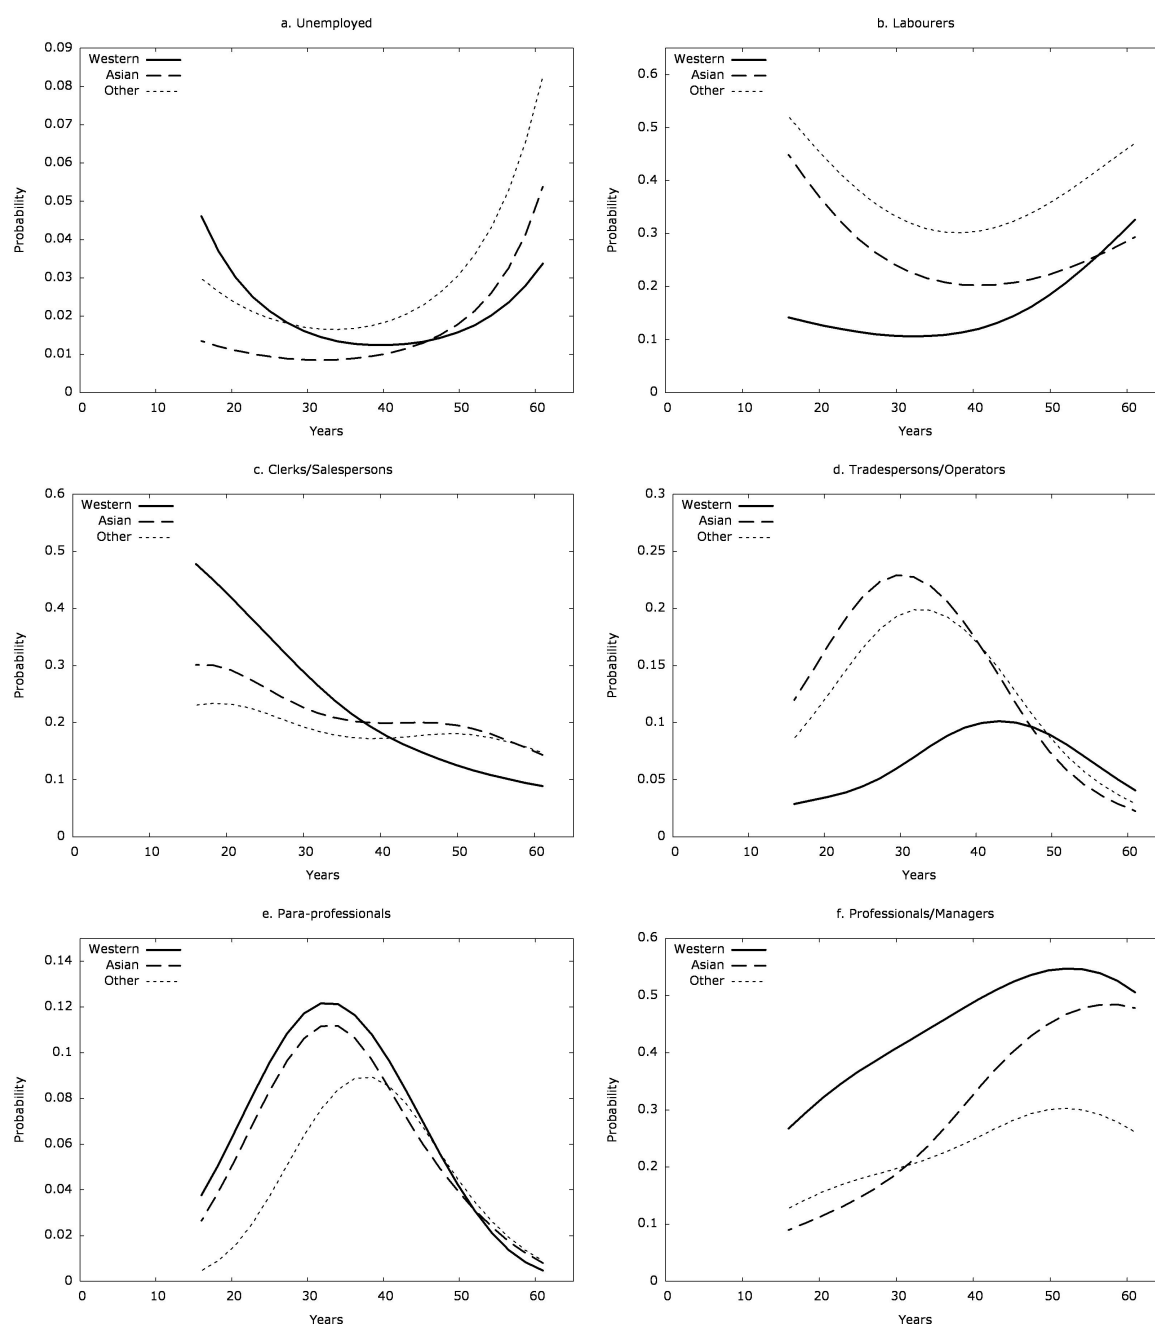 a. Unemployed
0.09
0.08
0.07
0.06
0.05
0.04
0.03
0.02
0.01
0
Probability
Western
Asian
Other
0 10 20 30 40 50 60
Years
b. Labourers
0.6
0.5
0.4
0.3
0.2
0.1
0
Probability
Western
Asian
Other
0 10 20 30 40 50 60
Years
c. Clerks/Salespersons
0.6
0.5
0.4
0.3
0.2
0.1
0
Probability
Western
Asian
Other
0 10 20 30 40 50 60
Years
d. Tradespersons/Operators
0.3
0.25
0.2
0.15
0.1
0.05
0
Probability
Western
Asian
Other
0 10 20 30 40 50 60
Years
e. Para-professionals
0.14
0.12
0.1
0.08
0.06
0.04
0.02
0
Probability
Western
Asian
Other
0 10 20 30 40 50 60
Years
f. Professionals/Managers
0.6
0.5
0.4
0.3
0.2
0.1
0
Probability
Western
Asian
Other
0 10 20 30 40 50 60
Years